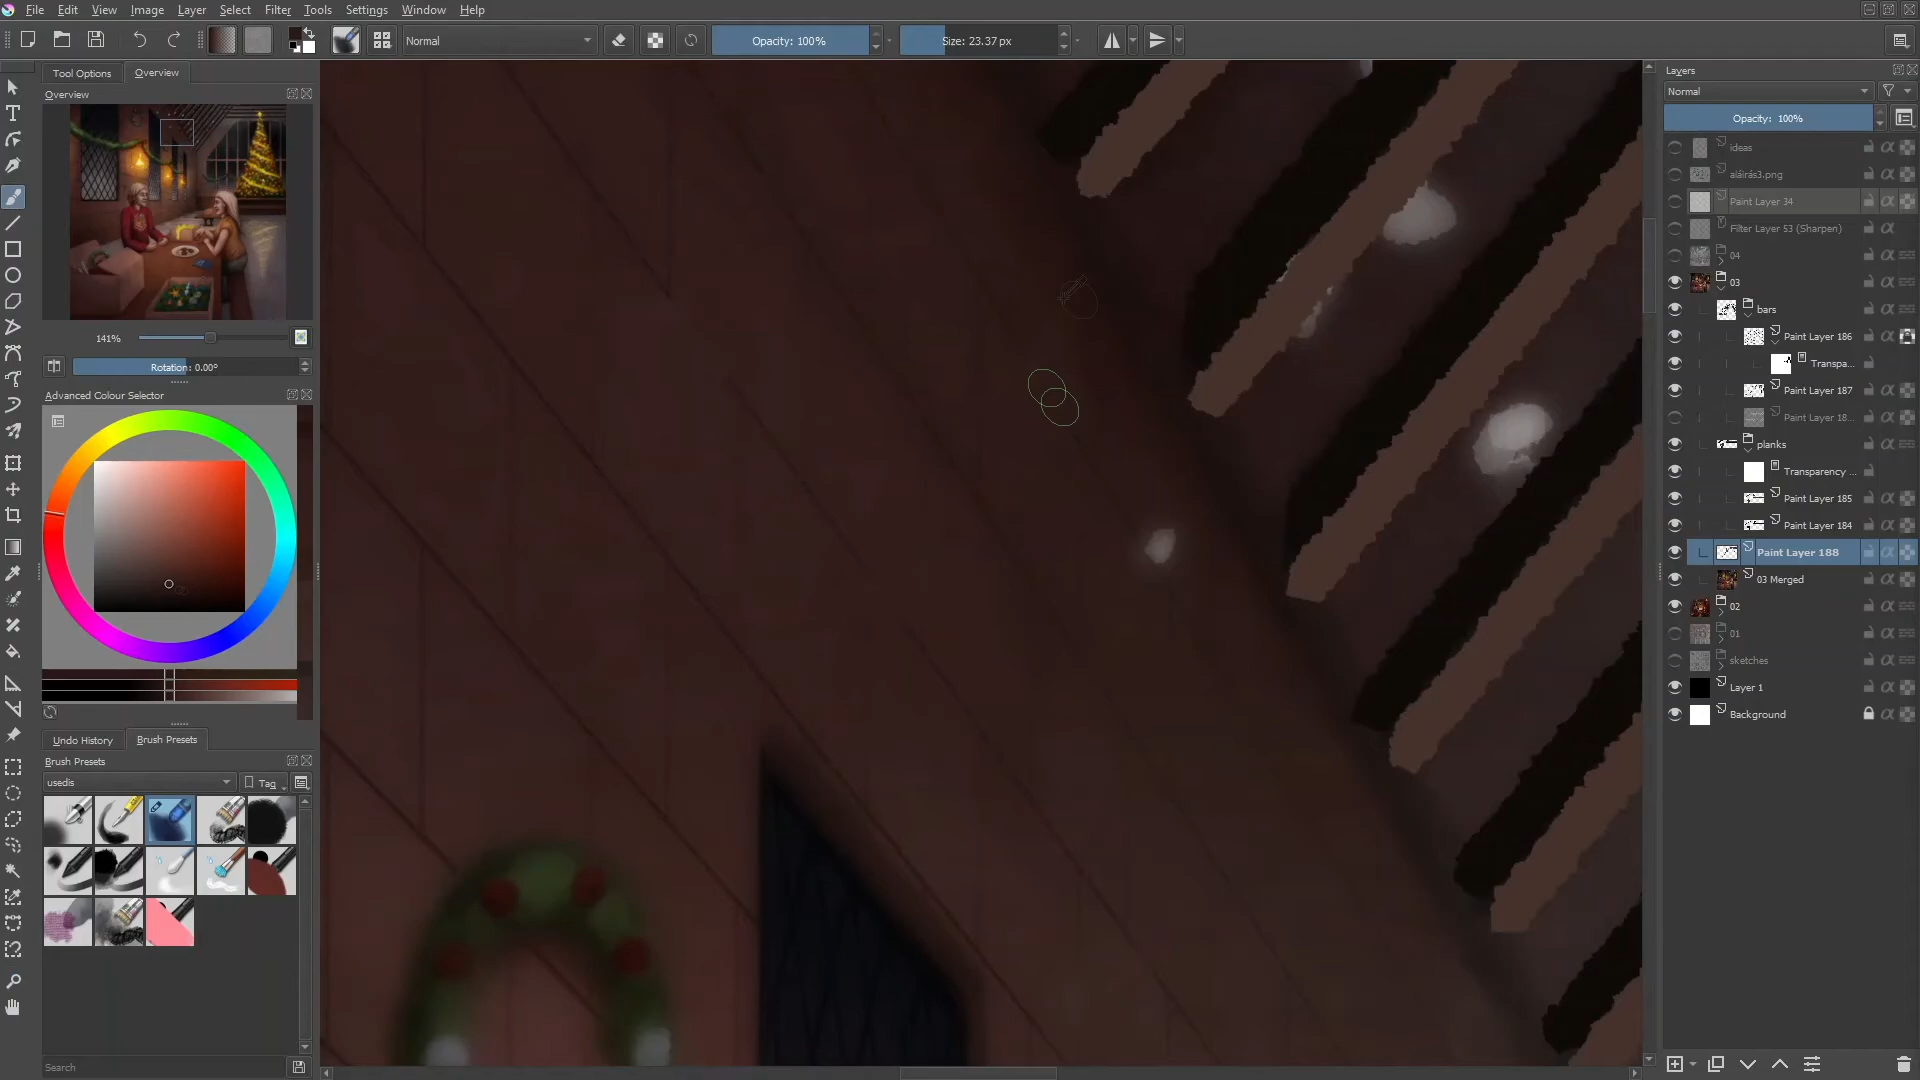 File Edit View Image Layer Select Filter Tools Settings Window Help
Normal
Opacity: 100%
Size: 23.37 px
Tool Options
Overview
Overview
141%
Rotation: 0.00°
Advanced Colour Selector
Undo History
Brush Presets
Brush Presets
usedis
Tag
Search
Layers
Normal
Opacity: 100%
ideas
aláírás3.png
Paint Layer 34
Filter Layer 53 (Sharpen)
04
03
bars
Paint Layer 186
Transpa...
Paint Layer 187
Paint Layer 18...
planks
Transparency ...
Paint Layer 185
Paint Layer 184
Paint Layer 188
03 Merged
02
01
sketches
Layer 1
Background